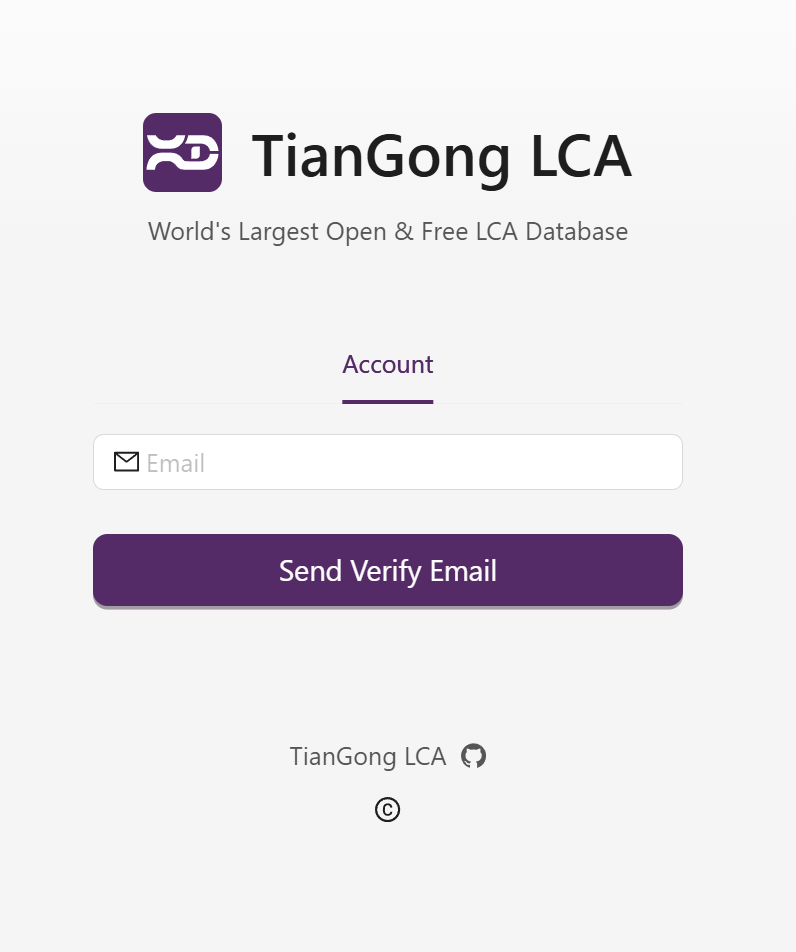 TianGong LCA
World's Largest Open & Free LCA Database
Account
Email
Send Verify Email
TianGong LCA
©